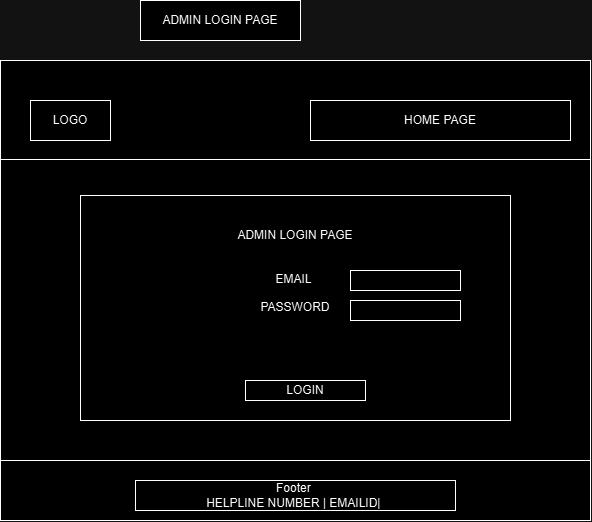 ADMIN LOGIN PAGE
LOGO
HOME PAGE
ADMIN LOGIN PAGE
EMAIL
PASSWORD
LOGIN
Footer
HELPLINE NUMBER | EMAILID|